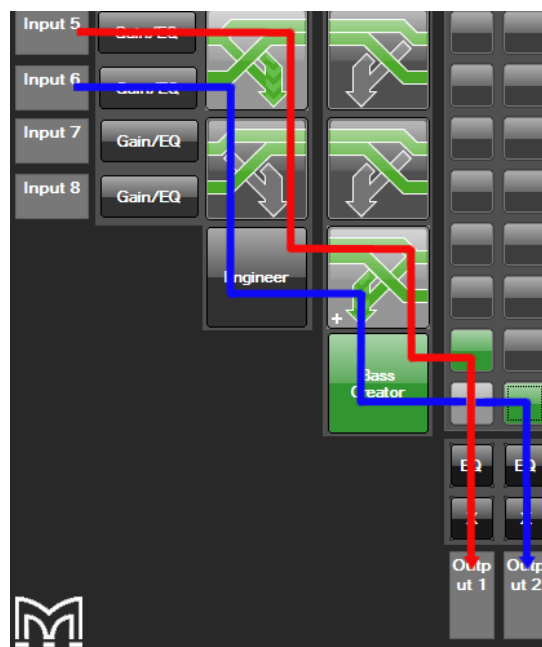 Input 5
Gain/EQ
Input 6
Gain/EQ
Input 7
Gain/EQ
Input 8
Gain/EQ
Engineer
+
Bass
Creator
EQ
EQ
X
X
Outp
ut 1
Outp
ut 2